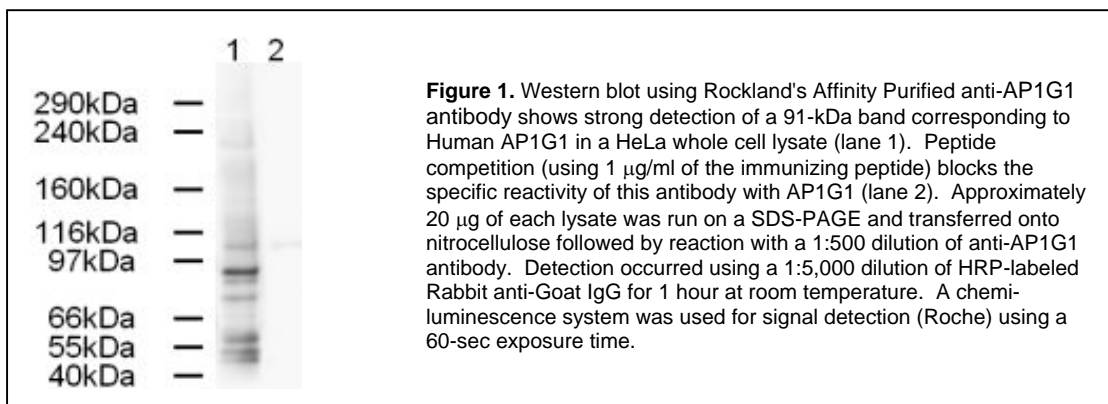 1 2
290kDa
240kDa
160kDa
116kDa
97kDa
66kDa
55kDa
40kDa
Figure 1. Western blot using Rockland's Affinity Purified anti-AP1G1
antibody shows strong detection of a 91-kDa band corresponding to
Human AP1G1 in a HeLa whole cell lysate (lane 1). Peptide
competition (using 1 μg/ml of the immunizing peptide) blocks the
specific reactivity of this antibody with AP1G1 (lane 2). Approximately
20 μg of each lysate was run on a SDS-PAGE and transferred onto
nitrocellulose followed by reaction with a 1:500 dilution of anti-AP1G1
antibody. Detection occurred using a 1:5,000 dilution of HRP-labeled
Rabbit anti-Goat IgG for 1 hour at room temperature. A chemi-
luminescence system was used for signal detection (Roche) using a
60-sec exposure time.